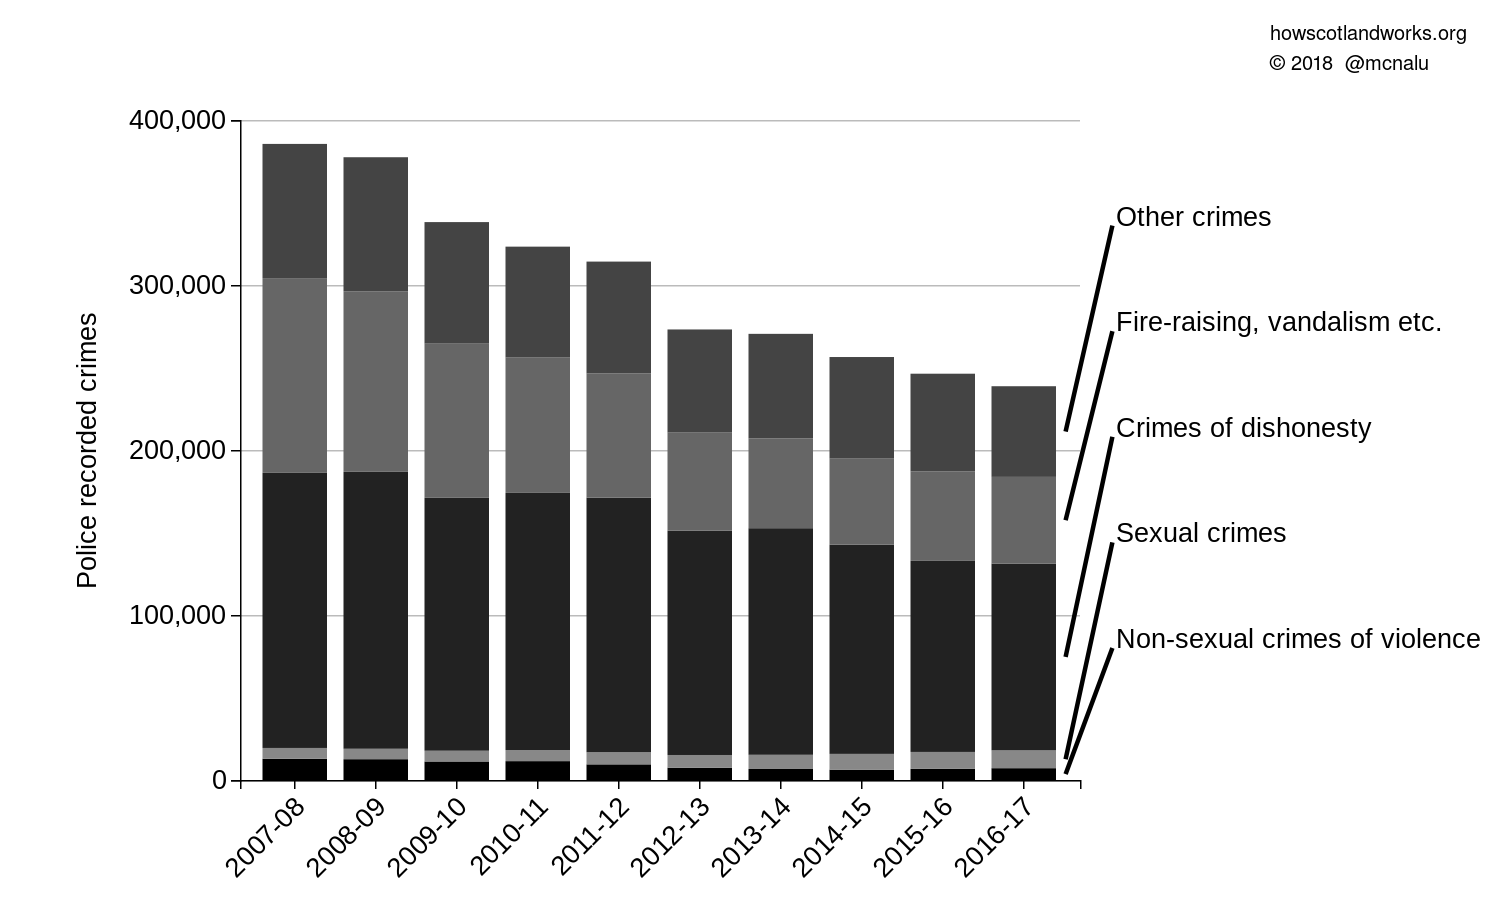 howscotlandworks.org
© 2018 @mcnalu
400,000
300,000
200,000
100,000
0
Police recorded crimes
Other crimes
Fire-raising, vandalism etc.
Crimes of dishonesty
Sexual crimes
Non-sexual crimes of violence
2007-08
2008-09
2009-10
2010-11
2011-12
2012-13
2013-14
2014-15
2015-16
2016-17